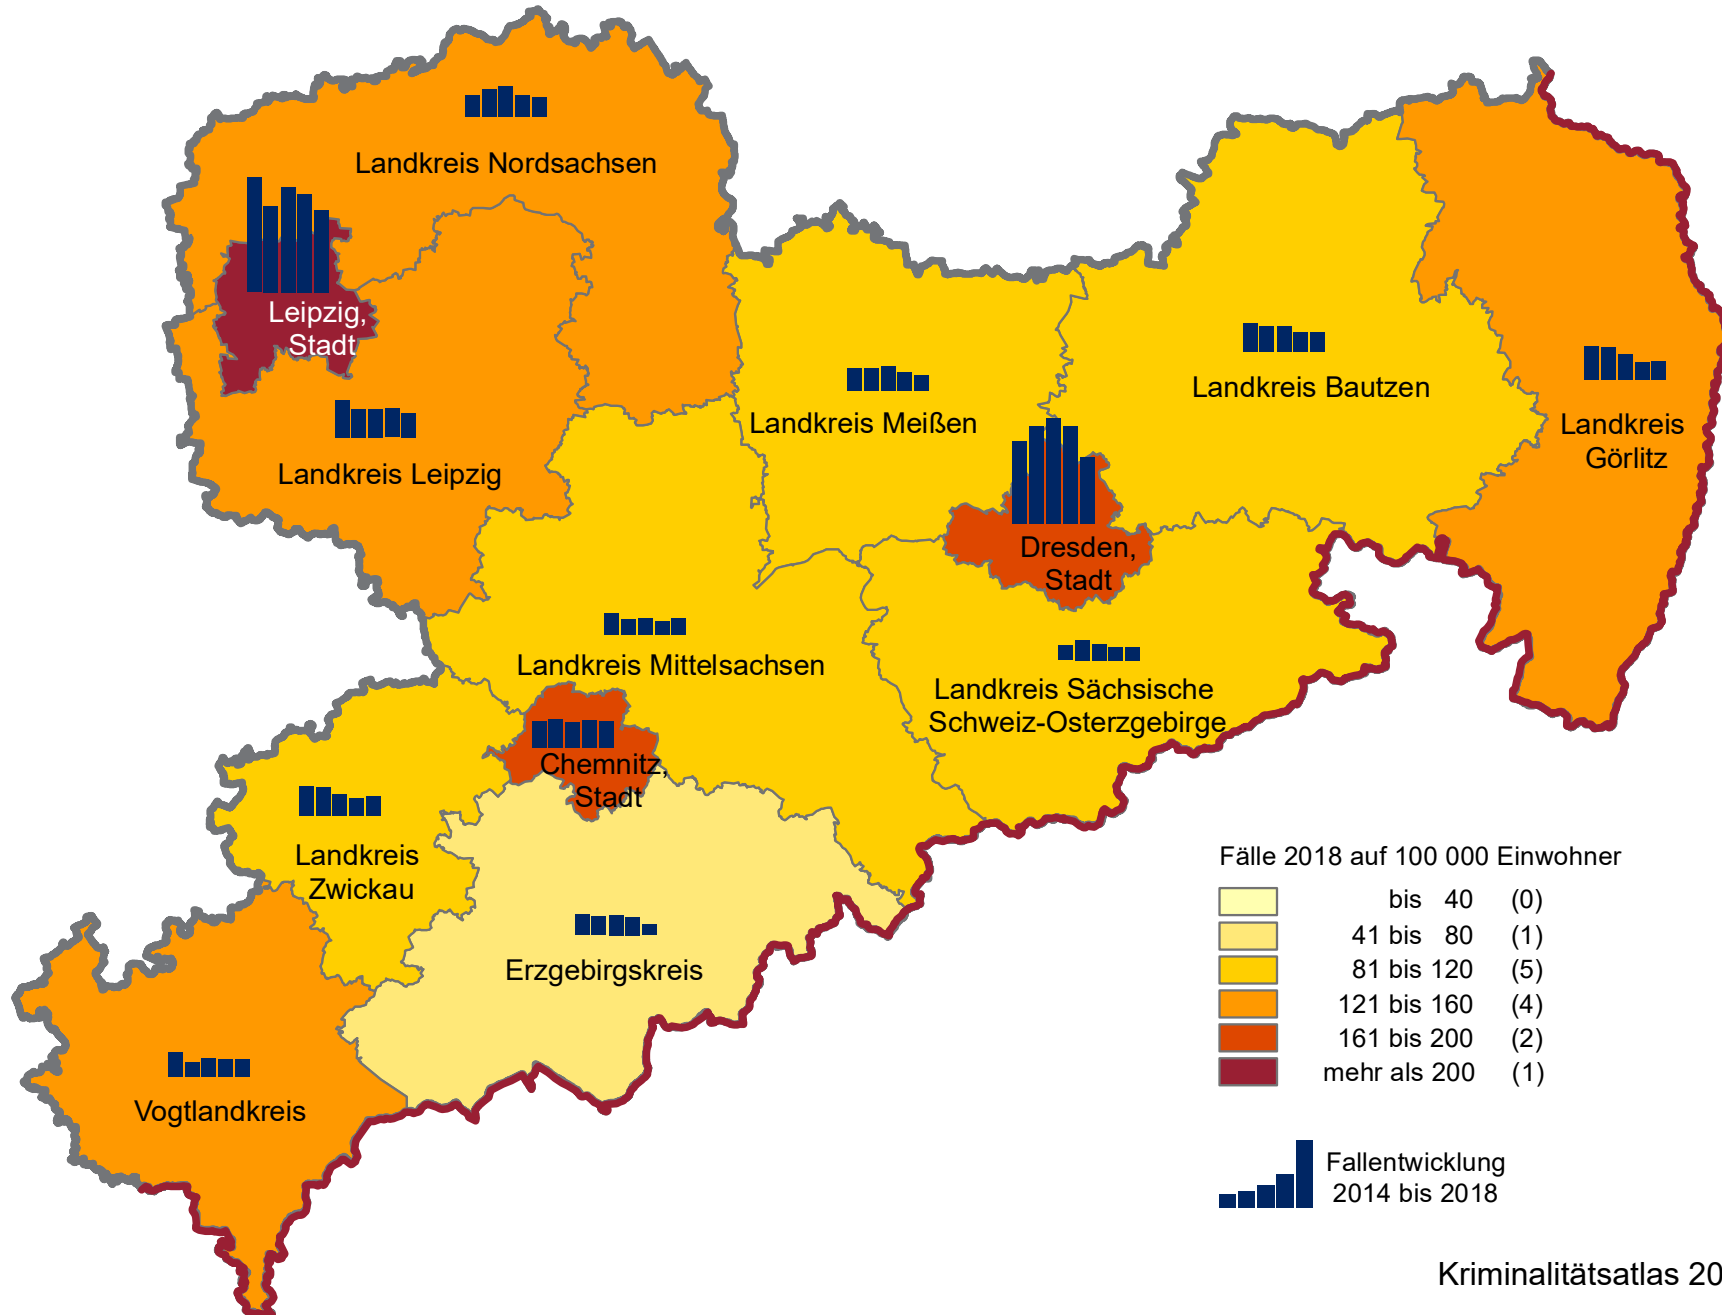 Landkreis Nordsachsen
Leipzig,
Stadt
Landkreis Leipzig
Landkreis Meißen
Landkreis Bautzen
Landkreis
Görlitz
Dresden,
Stadt
Landkreis Mittelsachsen
Landkreis Sächsische
Schweiz-Osterzgebirge
Chemnitz,
Stadt
Landkreis
Zwickau
Erzgebirgskreis
Vogtlandkreis
Fälle 2018 auf 100 000 Einwohner
bis 40 (0)
41 bis 80 (1)
81 bis 120 (5)
121 bis 160 (4)
161 bis 200 (2)
mehr als 200 (1)
Fallentwicklung
2014 bis 2018
Kriminalitätsatlas 20